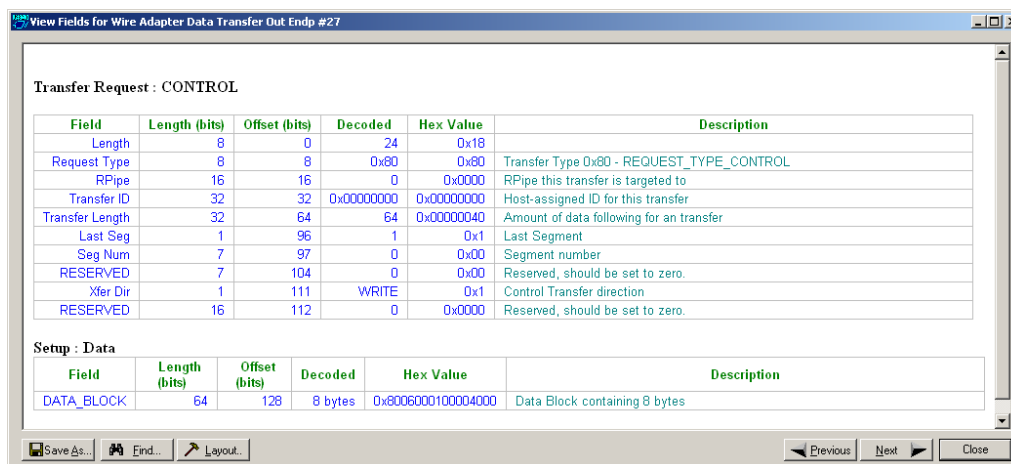 View Fields for Wire Adapter Data Transfer Out Endp #27
Transfer Request : CONTROL
Field Length (bits) Offset (bits) Decoded Hex Value Description
Length 8 0 24 0x18
Request Type 8 8 0x80 0x80 Transfer Type 0x80 - REQUEST_TYPE_CONTROL
RPipe 16 16 0 0x0000 RPipe this transfer is targeted to
Transfer ID 32 32 0x00000000 0x00000000 Host-assigned ID for this transfer
Transfer Length 32 64 64 0x00000040 Amount of data following for an transfer
Last Seg 1 96 1 0x1 Last Segment
Seg Num 7 97 0 0x00 Segment number
RESERVED 7 104 0 0x00 Reserved, should be set to zero.
Xfer Dir 1 111 WRITE 0x1 Control Transfer direction
RESERVED 16 112 0 0x0000 Reserved, should be set to zero.
Setup : Data
Field Length (bits) Offset (bits) Decoded Hex Value Description
DATA_BLOCK 64 128 8 bytes 0x8006000100004000 Data Block containing 8 bytes
Save As... Find... Layout.. Previous Next Close